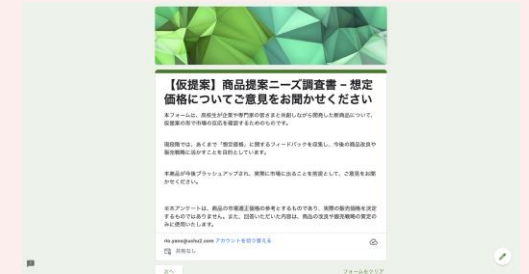 【仮提案】商品提案ニーズ調査書 – 想定
価格についてご意見をお聞かせください
本フォームは、高校生が企業や専門家の皆さまと共創しながら開発した新商品について、
仮提案の形で市場の反応を確認するためのものです。
現段階では、あくまで「想定価格」に関するフィードバックを収集し、今後の商品改良や
販売戦略に活かすことを目的としています。
本商品が今後ブラッシュアップされ、実際に市場に出ることを前提として、ご意見をお聞
かせください。
※本アンケートは、商品の市場適正価格の参考とするものであり、実際の販売価格を決定
するものではありません。また、回答いただいた内容は、商品の改良や販売戦略の策定の
みに使用いたします。
アカウントを切り替える
共有なし
次へ
フォームをクリア